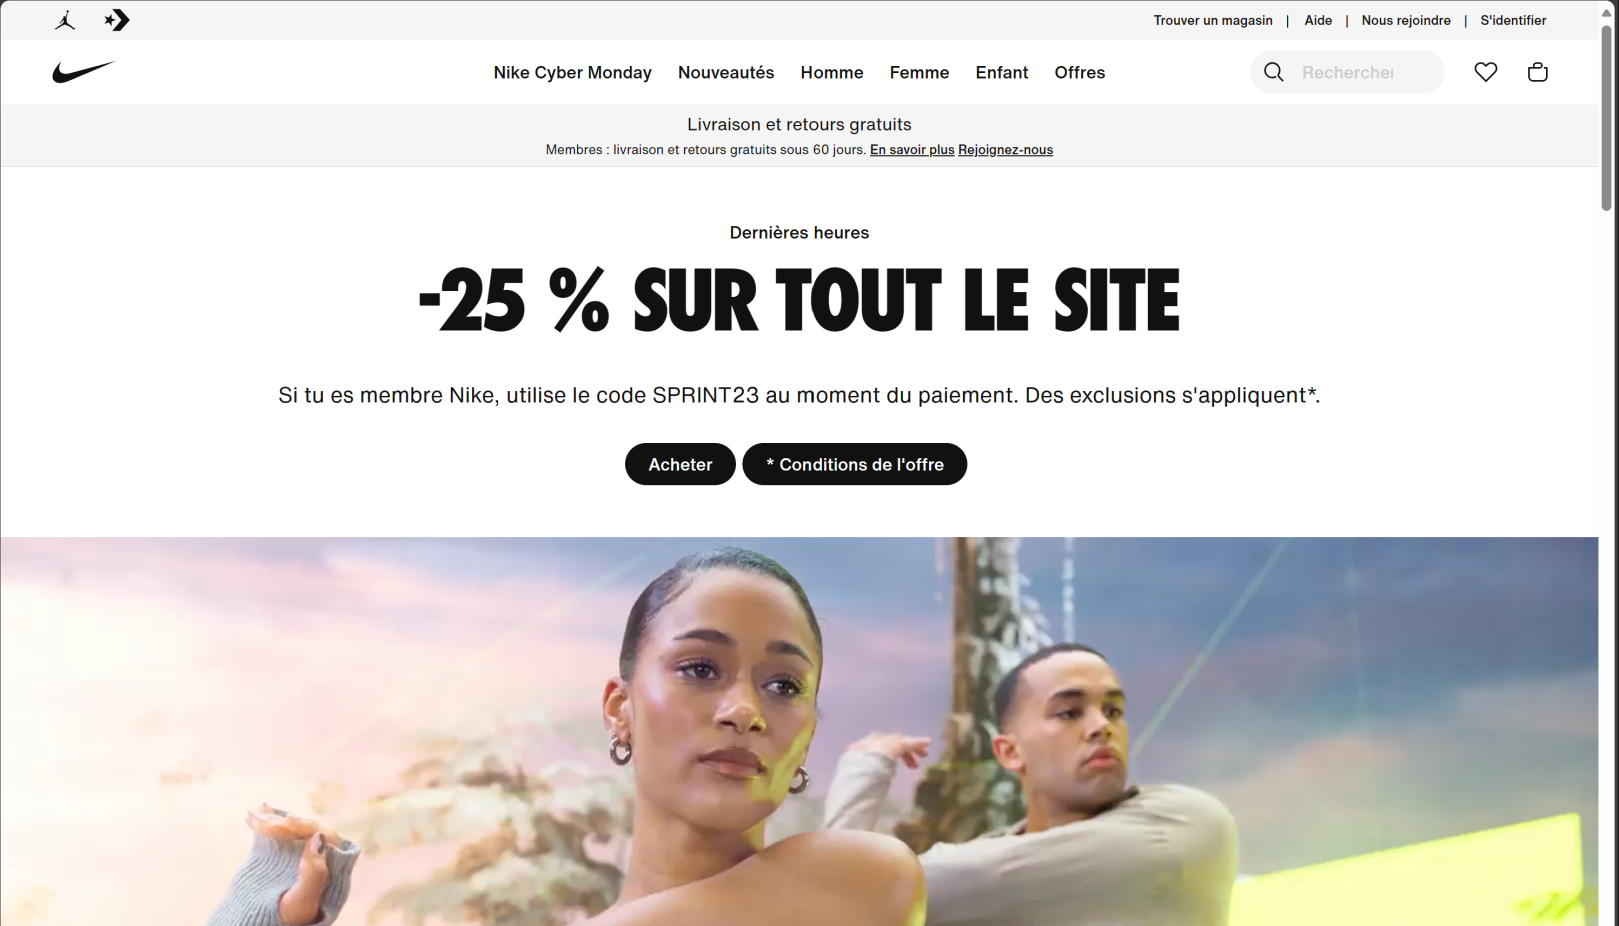 Trouver un magasin | Aide | Nous rejoindre | S'identifier
Nike Cyber Monday Nouveautés Homme Femme Enfant Offres Rechercher
Livraison et retours gratuits
Membres : livraison et retours gratuits sous 60 jours. En savoir plus Rejoignez-nous
Dernières heures
-25 % SUR TOUT LE SITE
Si tu es membre Nike, utilise le code SPRINT23 au moment du paiement. Des exclusions s'appliquent*.
Acheter * Conditions de l'offre